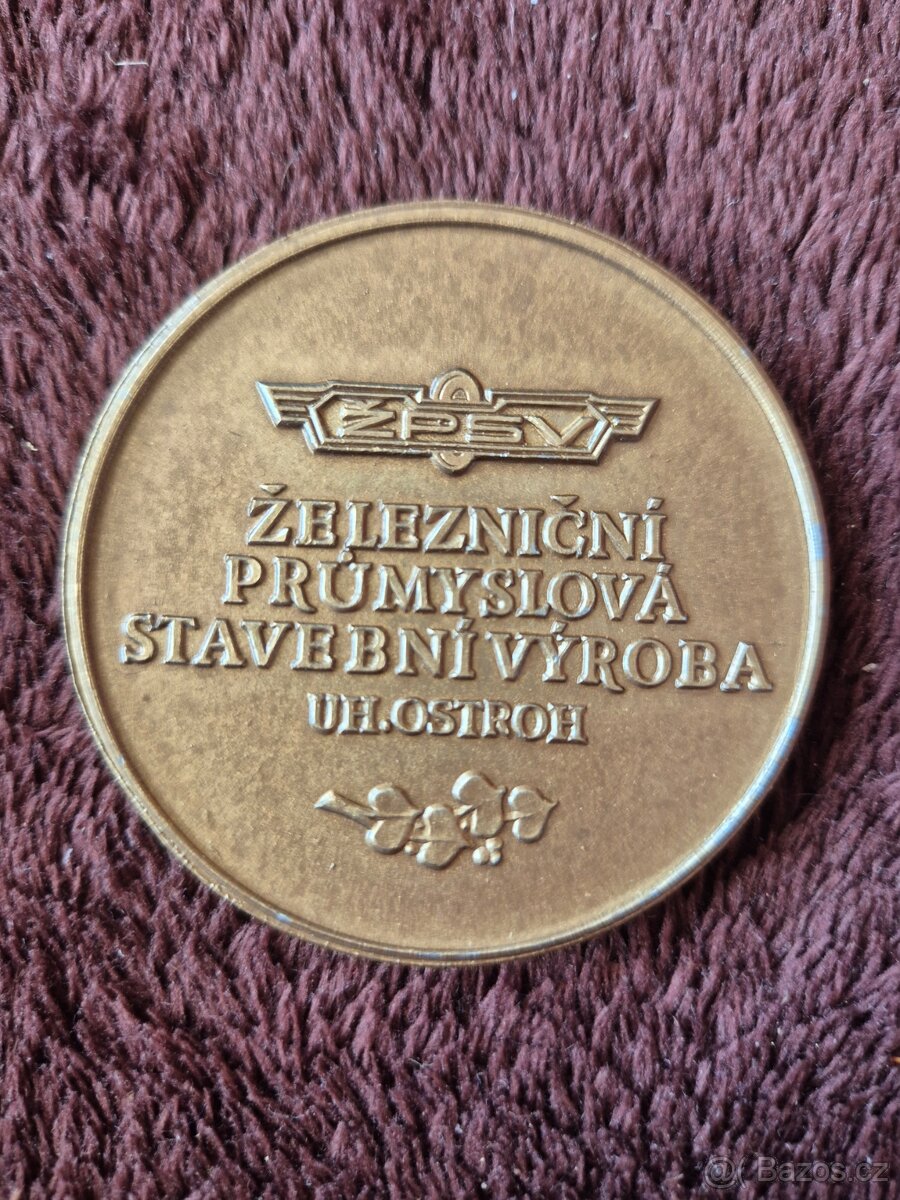 ŽPSV
ŽELEZNIČNÍ
PRŮMYSLOVÁ
STAVEBNÍ VÝROBA
UH.OSTROH
@ Bazos.cz